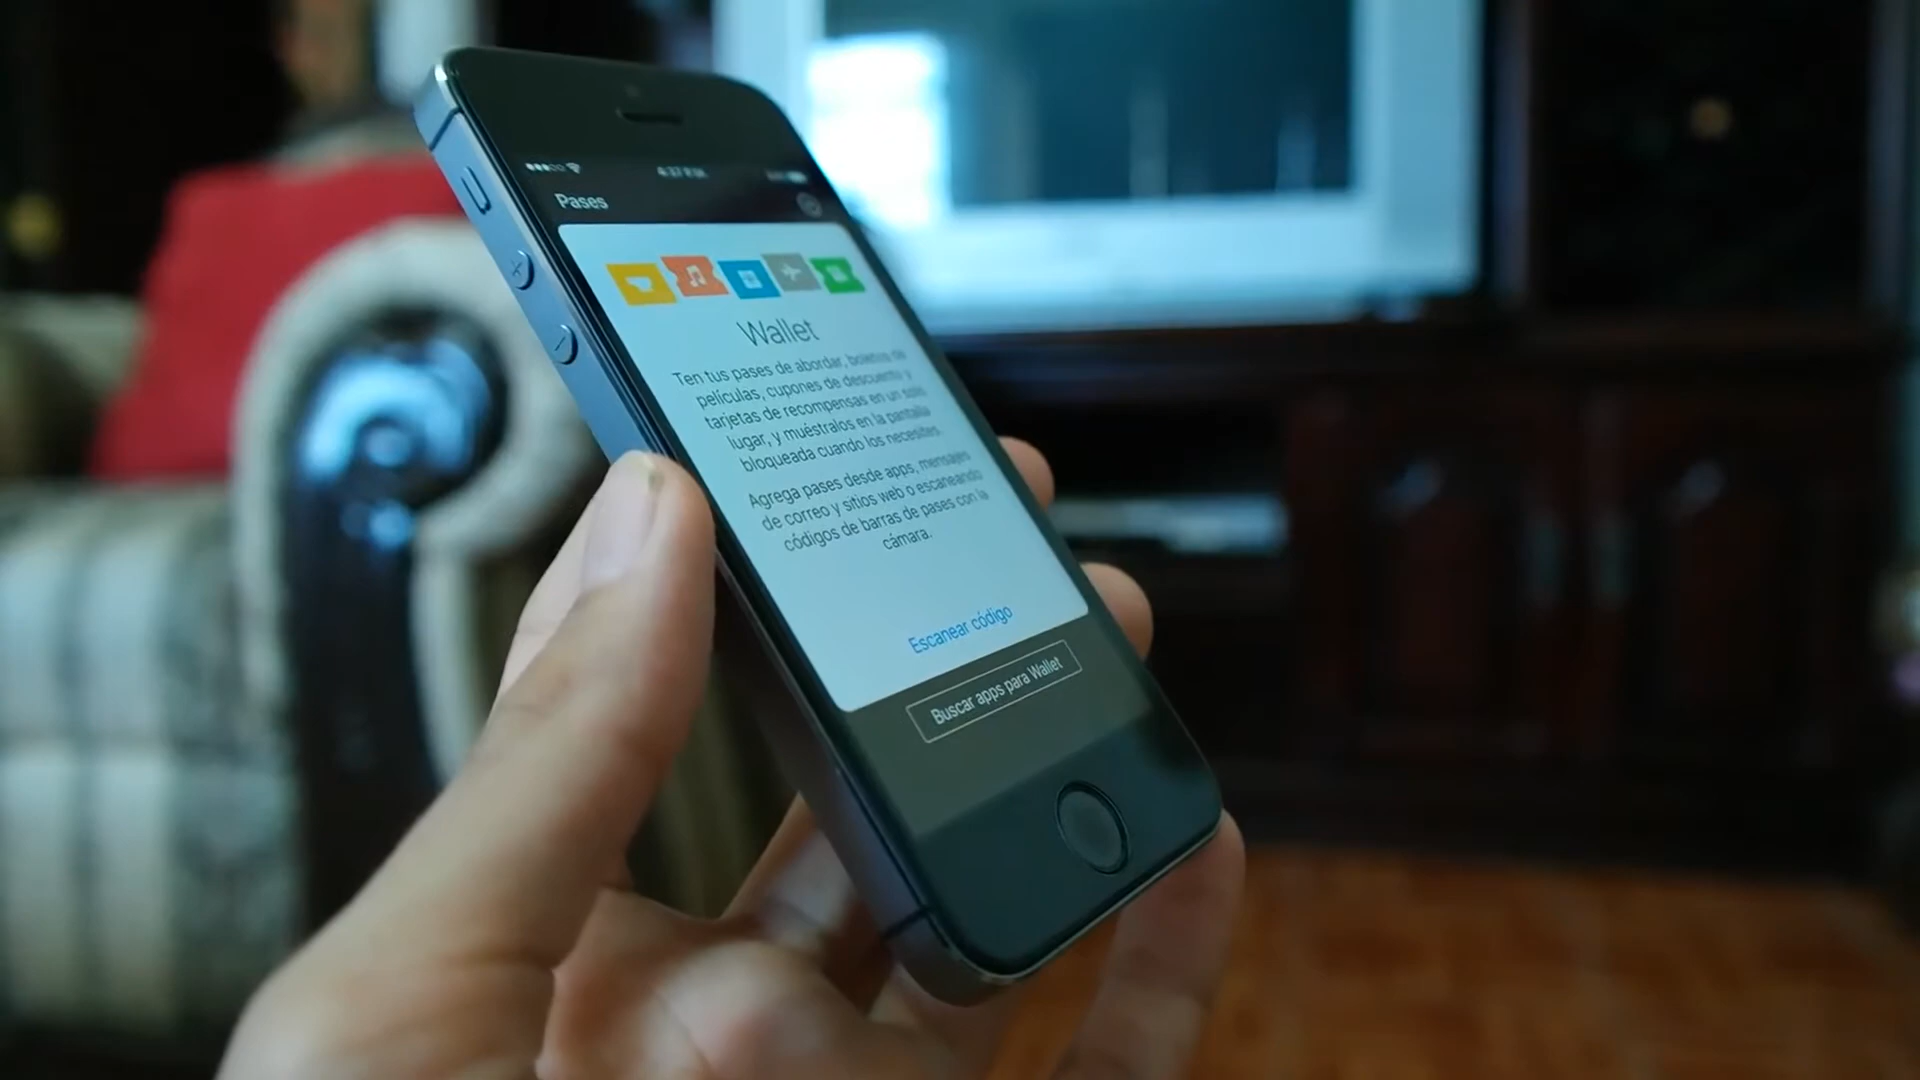 Pases
Wallet
Ten tus pases de abordar, boletos de
películas, cupones de descuento y
tarjetas de recompensas en un solo
lugar, y muéstralos en la pantalla
bloqueada cuando los necesites.
Agrega pases desde apps, mensajes
de correo y sitios web o escaneando
códigos de barras de pases con la
cámara.
Escanear código
Buscar apps para Wallet